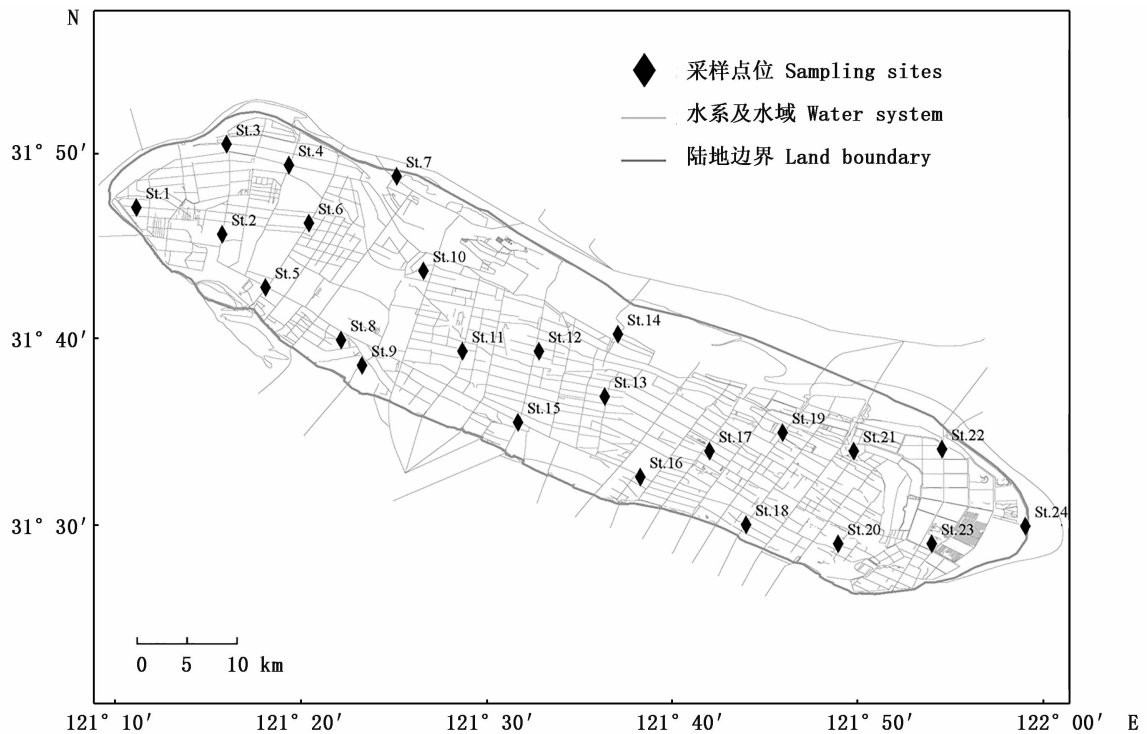 N
采样点位 Sampling sites
水系及水域 Water system
陆地边界 Land boundary
31° 50′
31° 40′
31° 30′
St.3
St.4
St.7
St.1
St.6
St.2
St.10
St.5
St.14
St.8
St.11
St.12
St.9
St.13
St.15
St.19
St.17
St.21
St.22
St.16
St.18
St.24
St.20
St.23
0 5 10 km
121° 10′ 121° 20′ 121° 30′ 121° 40′ 121° 50′ 122° 00′ E